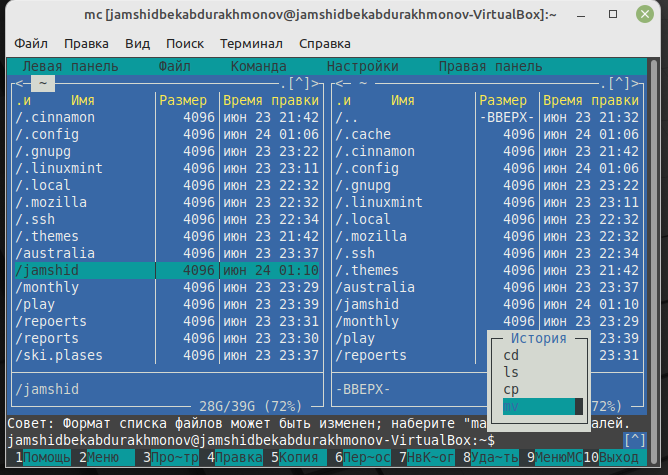 mc [jamshidbekabdurakhmonov@jamshidbekabdurakhmonov-VirtualBox]:~
Файл Правка Вид Поиск Терминал Справка
Левая панель Файл Команда Настройки Правая панель
<— ~ .[^]> <— ~ .[^]>
.и Имя Размер Время правки .и Имя Размер Время правки
/.cinnamon 4096 июн 23 21:42 /.. -ВВЕРХ- июн 23 21:32
/.config 4096 июн 24 01:06 /.cache 4096 июн 24 01:06
/.gnupg 4096 июн 23 23:22 /.cinnamon 4096 июн 23 21:42
/.linuxmint 4096 июн 23 23:11 /.config 4096 июн 24 01:06
/.local 4096 июн 23 22:32 /.gnupg 4096 июн 23 23:22
/.mozilla 4096 июн 23 22:32 /.linuxmint 4096 июн 23 23:11
/.ssh 4096 июн 23 22:34 /.local 4096 июн 23 22:32
/.themes 4096 июн 23 21:42 /.mozilla 4096 июн 23 22:32
/australia 4096 июн 23 23:37 /.ssh 4096 июн 23 22:34
/jamshid 4096 июн 24 01:10 /.themes 4096 июн 23 21:42
/monthly 4096 июн 23 23:29 /australia 4096 июн 23 23:37
/play 4096 июн 23 23:39 /jamshid 4096 июн 24 01:10
/repoerts 4096 июн 23 23:31 /monthly 4096 июн 23 23:29
/reports 4096 июн 23 23:30 /play 23:39
/ski.plases 4096 июн 23 23:37 /repoerts 23:31
/jamshid -ВВЕРХ-
28G/39G (72%) 72%)
История
cd
ls
cp
mv
Совет: Формат списка файлов может быть изменен; наберите "ma алей.
jamshidbekabdurakhmonov@jamshidbekabdurakhmonov-VirtualBox:~$ [^]
1Помощь 2Меню 3Про~тр 4Правка 5Копия 6Пер~ос 7НвК~ог 8Уда~ть 9МенюMC 10Выход